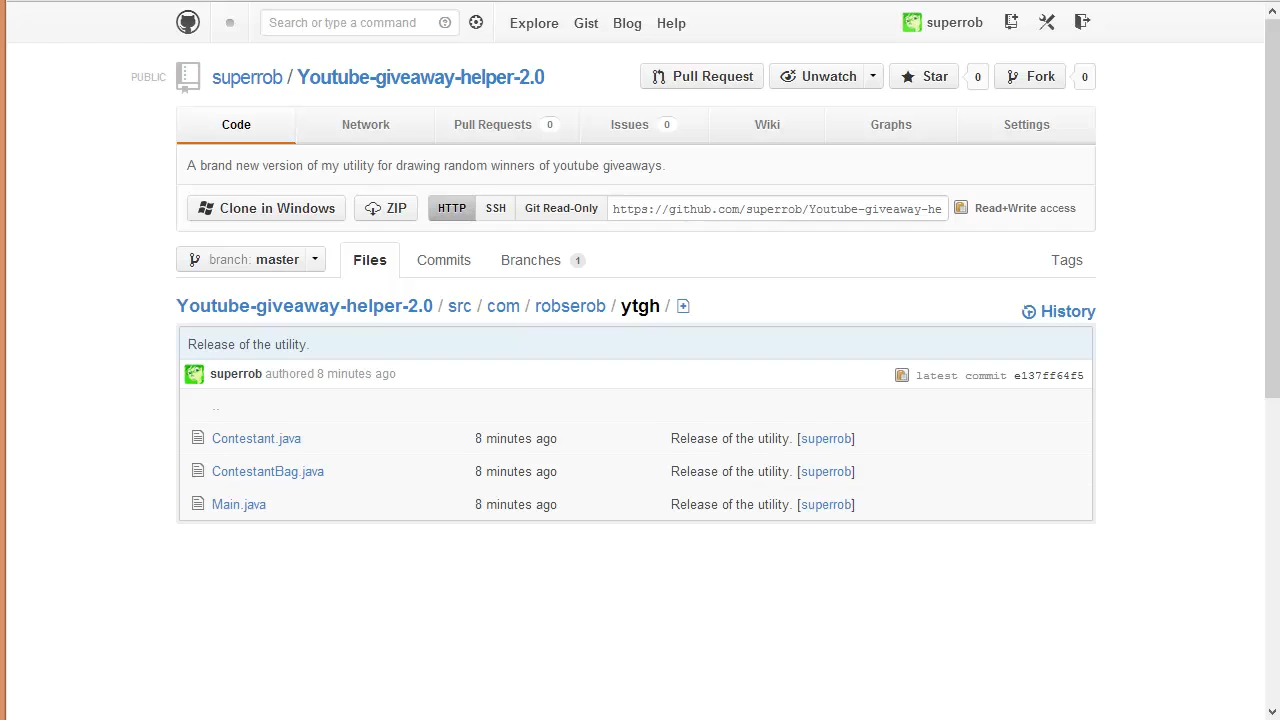 Search or type a command
Explore Gist Blog Help
superrob
PUBLIC
superrob / Youtube-giveaway-helper-2.0
Pull Request
Unwatch
Star 0
Fork 0
Code Network Pull Requests 0 Issues 0 Wiki Graphs Settings
A brand new version of my utility for drawing random winners of youtube giveaways.
Clone in Windows ZIP HTTP SSH Git Read-Only https://github.com/superrob/Youtube-giveaway-he Read+Write access
branch: master Files Commits Branches 1 Tags
Youtube-giveaway-helper-2.0 / src / com / robserob / ytgh /
History
Release of the utility.
superrob authored 8 minutes ago
latest commit e137ff64f5
..
Contestant.java 8 minutes ago Release of the utility. [superrob]
ContestantBag.java 8 minutes ago Release of the utility. [superrob]
Main.java 8 minutes ago Release of the utility. [superrob]